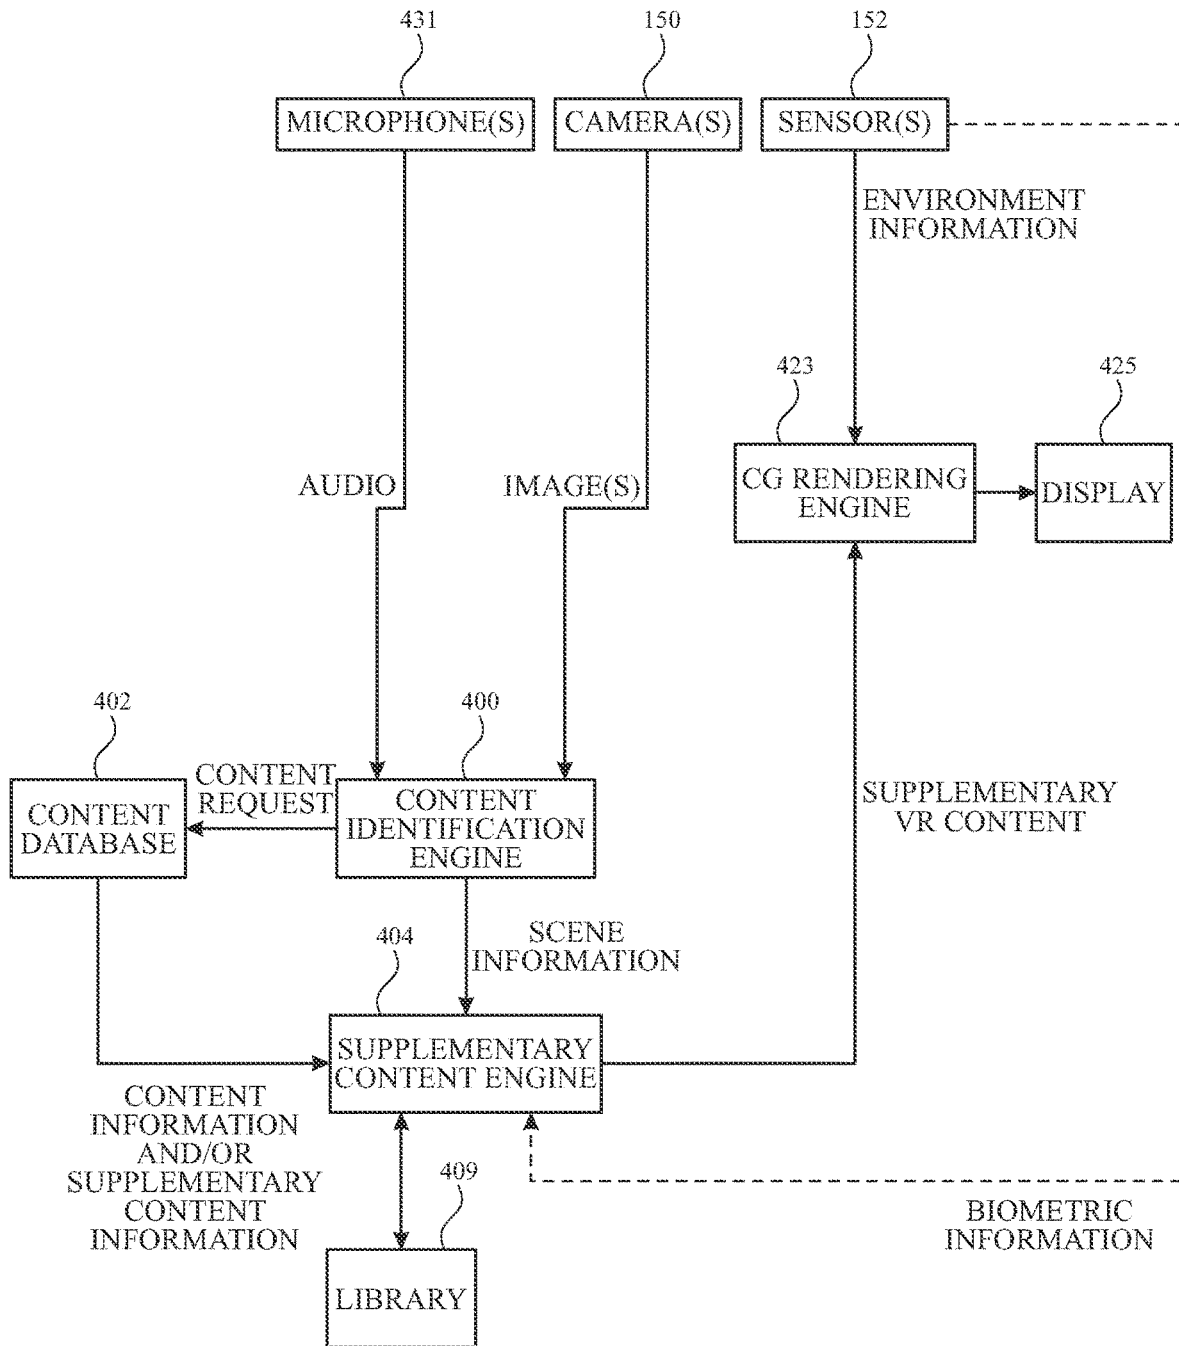 431
150
152
MICROPHONE(S)
CAMERA(S)
SENSOR(S)
ENVIRONMENT
INFORMATION
423
425
CG RENDERING
ENGINE
DISPLAY
AUDIO
IMAGE(S)
402
400
CONTENT
DATABASE
CONTENT
REQUEST
CONTENT
IDENTIFICATION
ENGINE
SUPPLEMENTARY
VR CONTENT
404
SCENE
INFORMATION
SUPPLEMENTARY
CONTENT ENGINE
CONTENT
INFORMATION
AND/OR
SUPPLEMENTARY
CONTENT
INFORMATION
409
LIBRARY
BIOMETRIC
INFORMATION